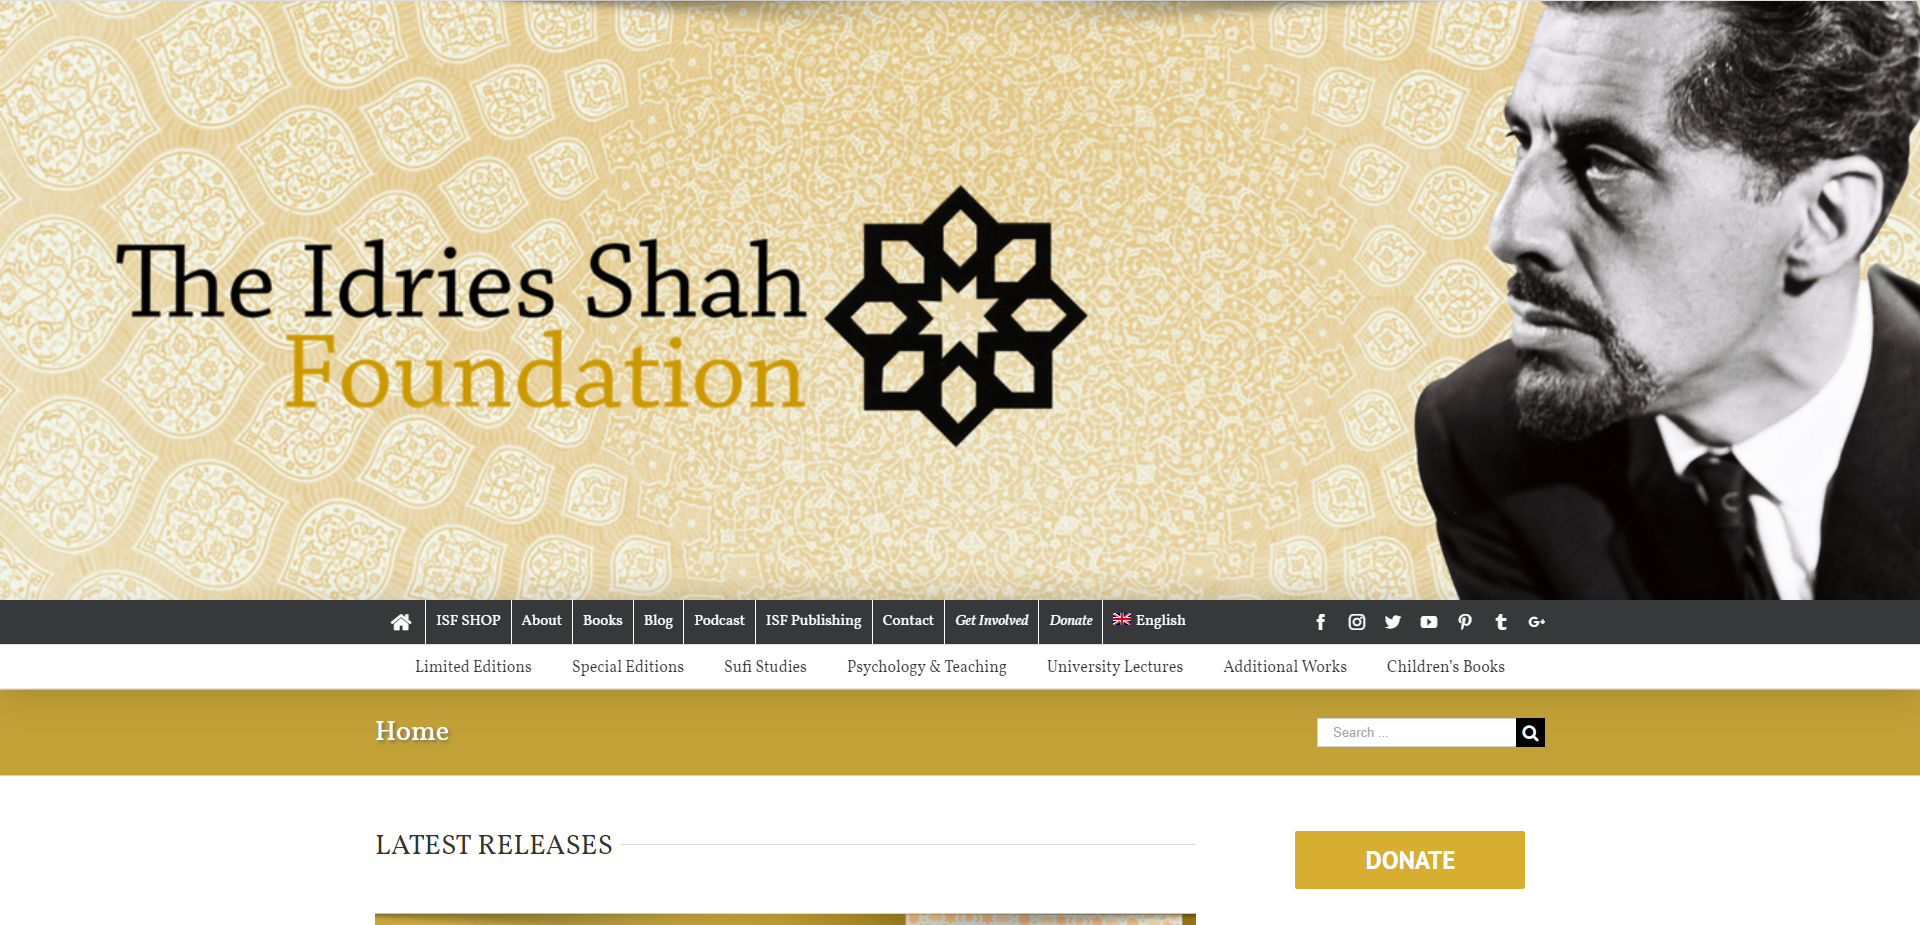 The Idries Shah
Foundation
ISF SHOP About Books Blog Podcast ISF Publishing Contact Get Involved Donate English
Limited Editions Special Editions Sufi Studies Psychology & Teaching University Lectures Additional Works Children’s Books
Home
Search ...
LATEST RELEASES
DONATE